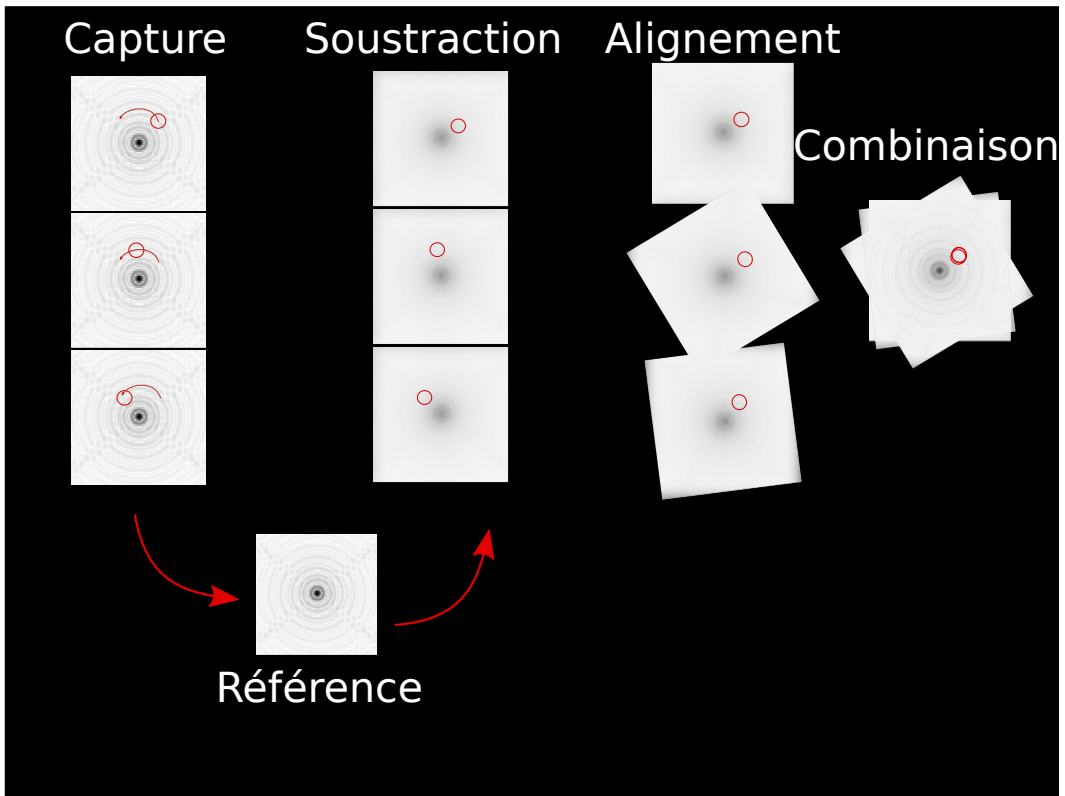 Capture
Soustraction
Alignement
Combinaison
Référence